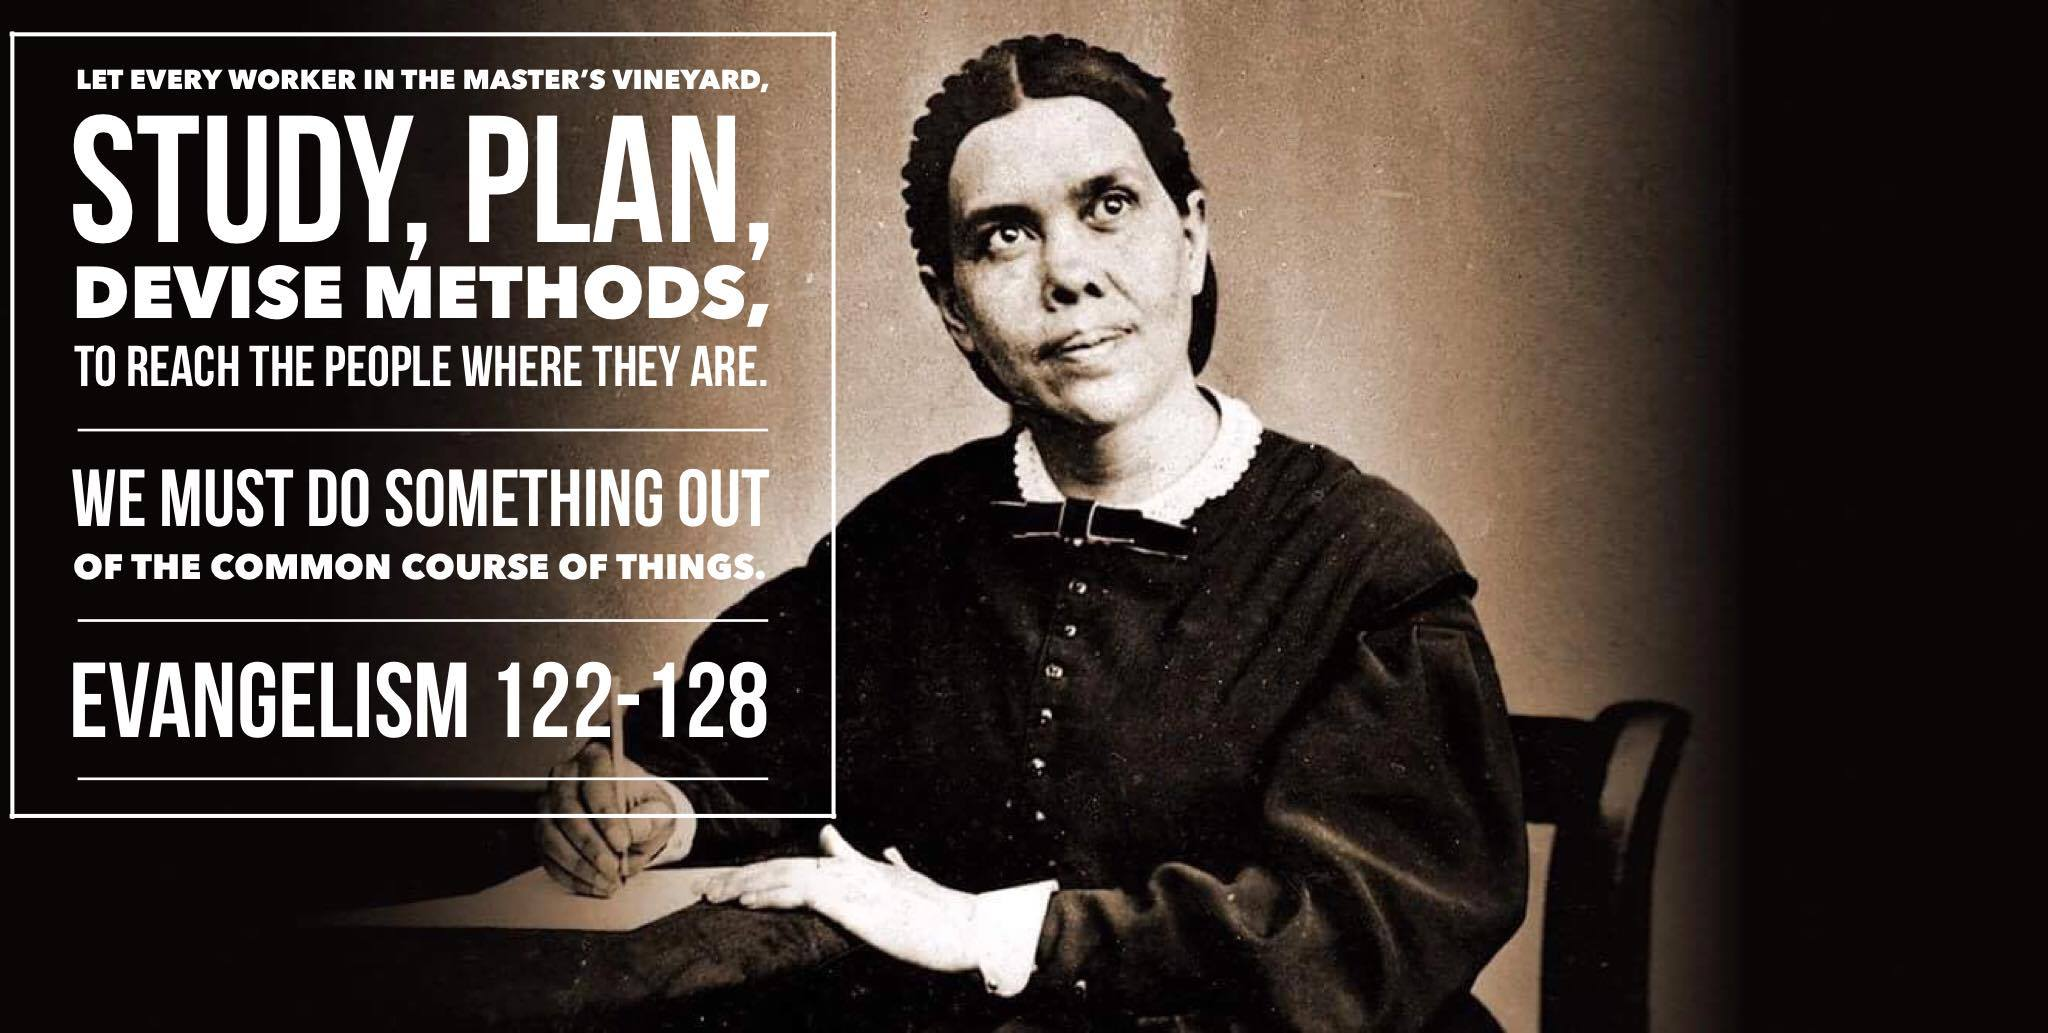 LET EVERY WORKER IN THE MASTER'S VINEYARD,
STUDY, PLAN,
DEVISE METHODS,
TO REACH THE PEOPLE WHERE THEY ARE.
WE MUST DO SOMETHING OUT
OF THE COMMON COURSE OF THINGS.
EVANGELISM 122-128